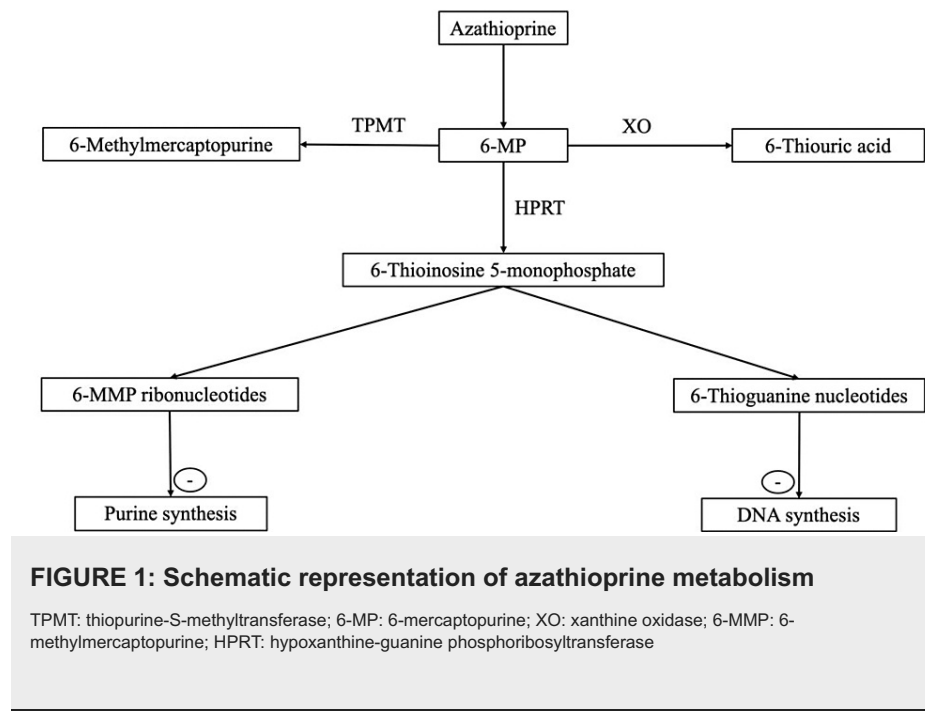 Azathioprine
TPMT
XO
6-Methylmercaptopurine
6-MP
6-Thiouric acid
HPRT
6-Thioinosine 5-monophosphate
6-MMP ribonucleotides
6-Thioguanine nucleotides
-
-
Purine synthesis
DNA synthesis
FIGURE 1: Schematic representation of azathioprine metabolism
TPMT: thiopurine-S-methyltransferase; 6-MP: 6-mercaptopurine; XO: xanthine oxidase; 6-MMP: 6-
methylmercaptopurine; HPRT: hypoxanthine-guanine phosphoribosyltransferase